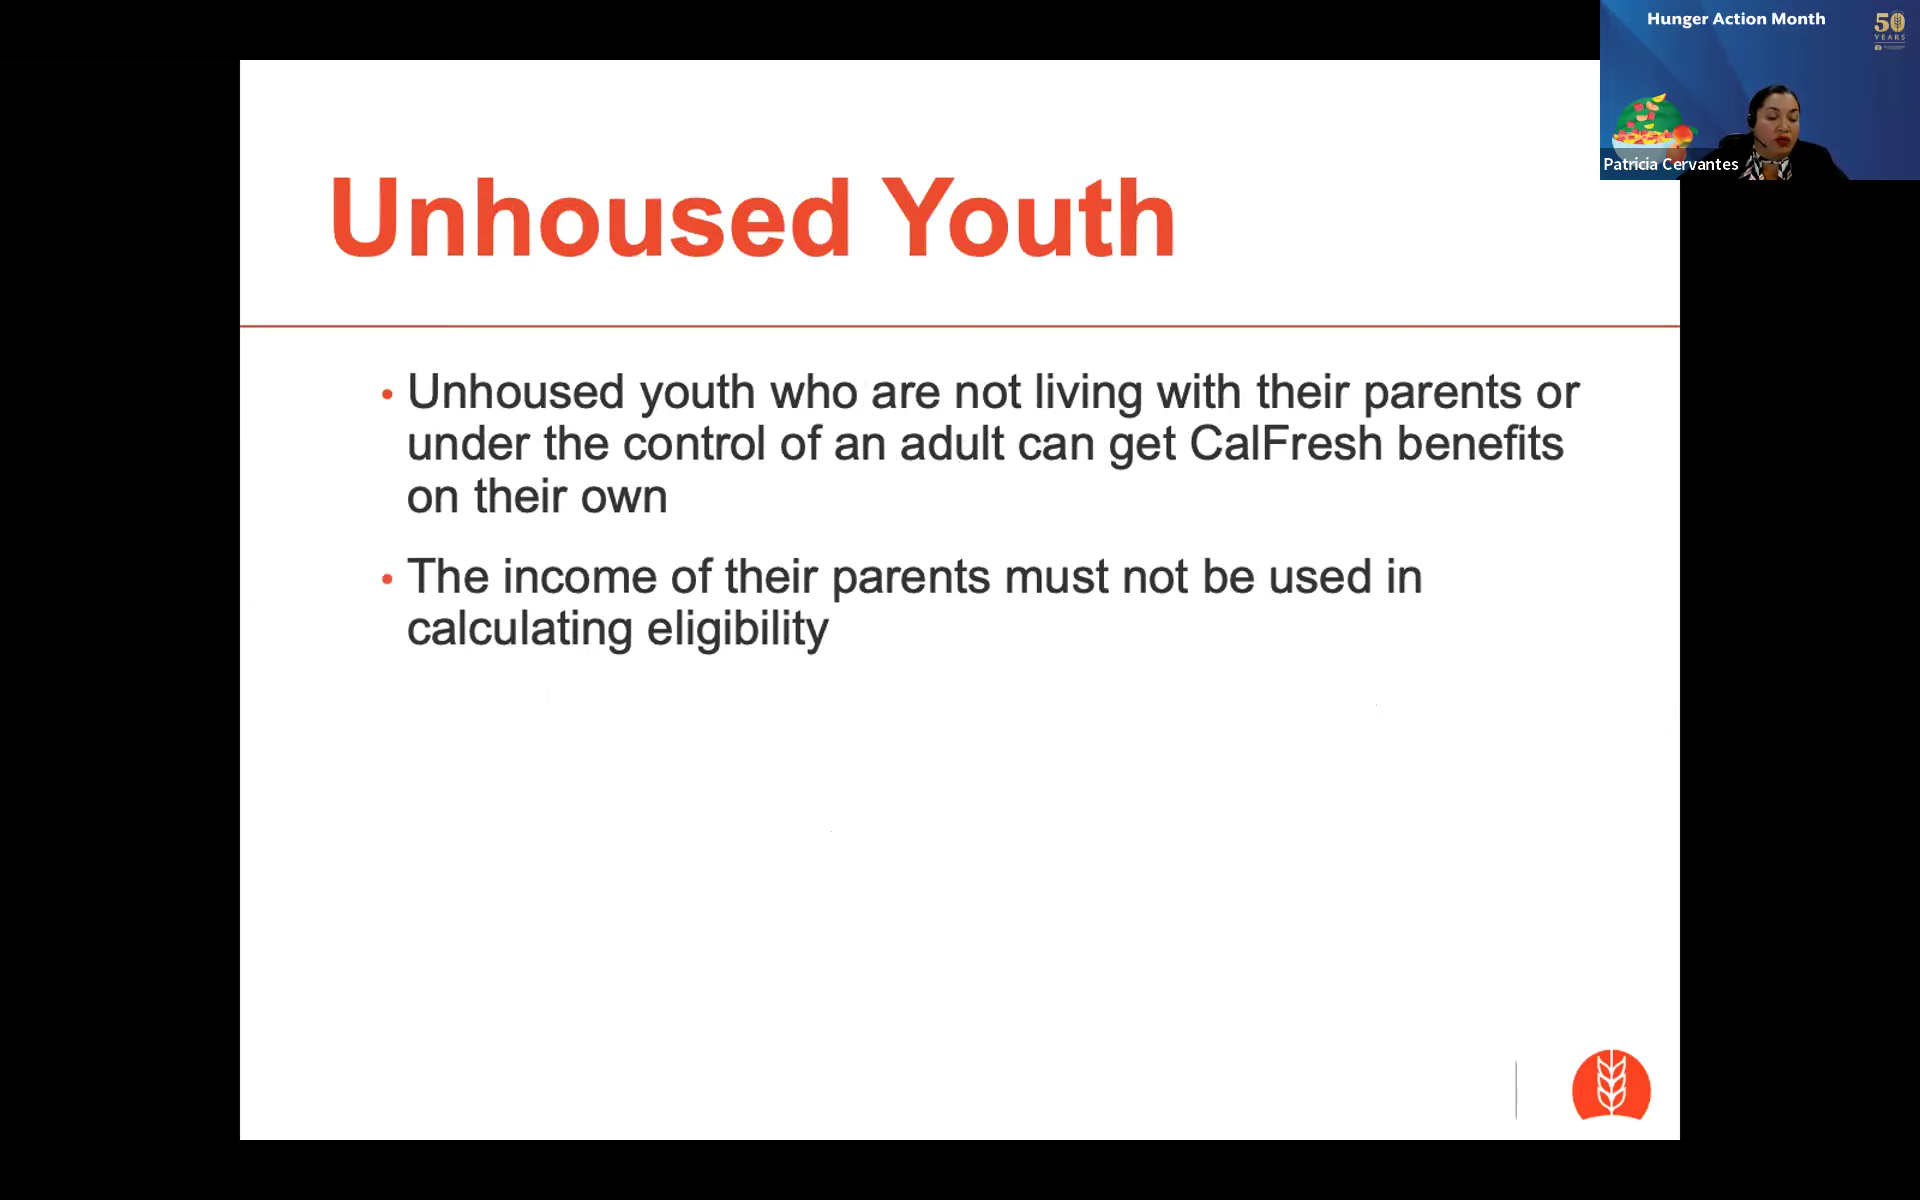 Hunger Action Month
50
YEARS
Patricia Cervantes
Unhoused Youth
• Unhoused youth who are not living with their parents or
under the control of an adult can get CalFresh benefits
on their own
• The income of their parents must not be used in
calculating eligibility